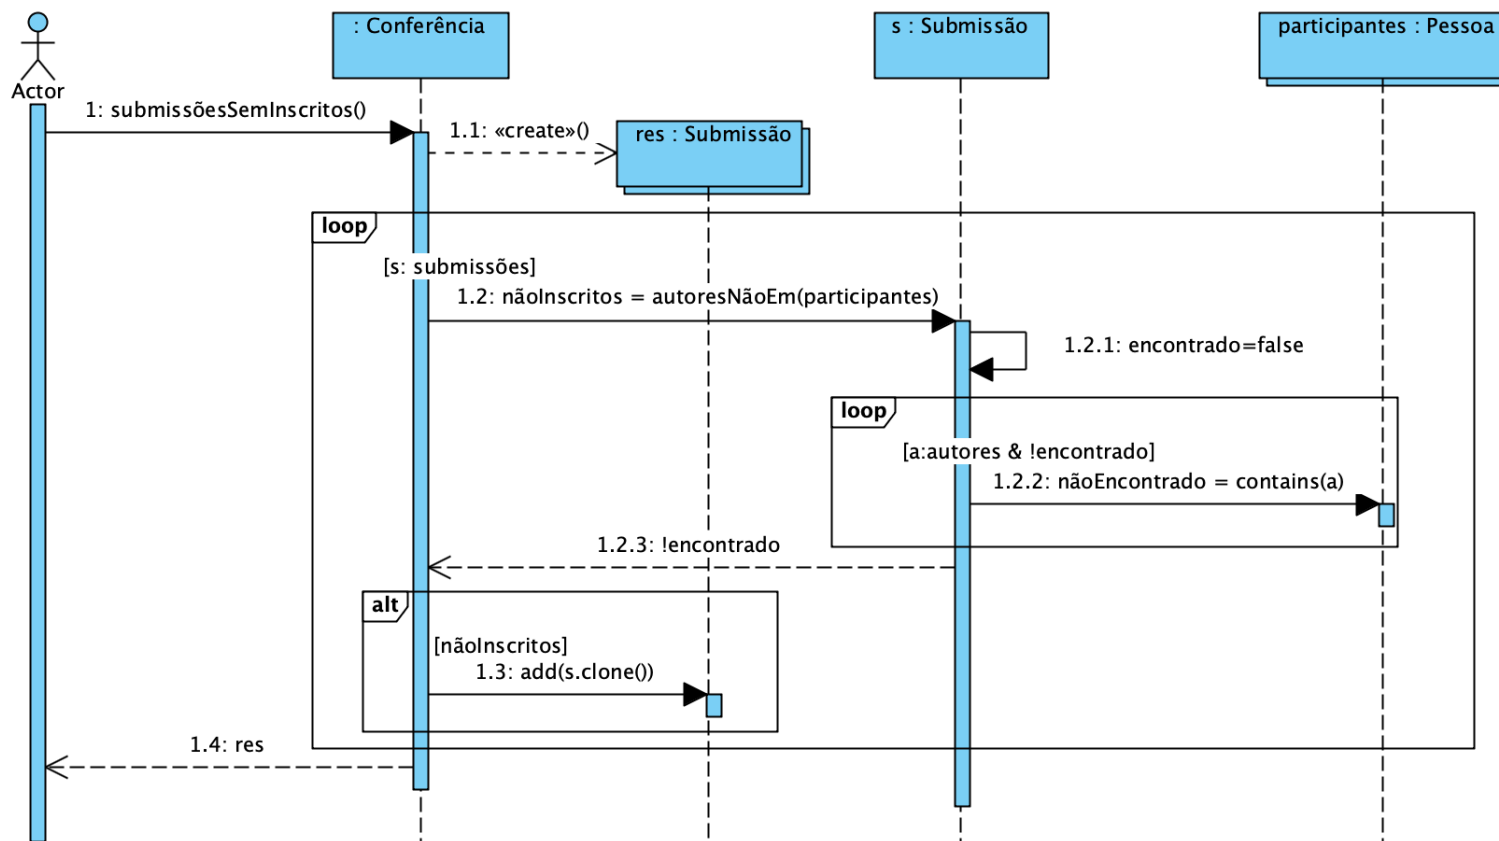 : Conferência
s : Submissão
participantes : Pessoa
Actor
1: submissõesSemInscritos()
1.1: «create»()
res : Submissão
loop
[s: submissões]
1.2: nãoInscritos = autoresNãoEm(participantes)
1.2.1: encontrado=false
loop
[a:autores & !encontrado]
1.2.2: nãoEncontrado = contains(a)
1.2.3: !encontrado
alt
[nãoInscritos]
1.3: add(s.clone())
1.4: res